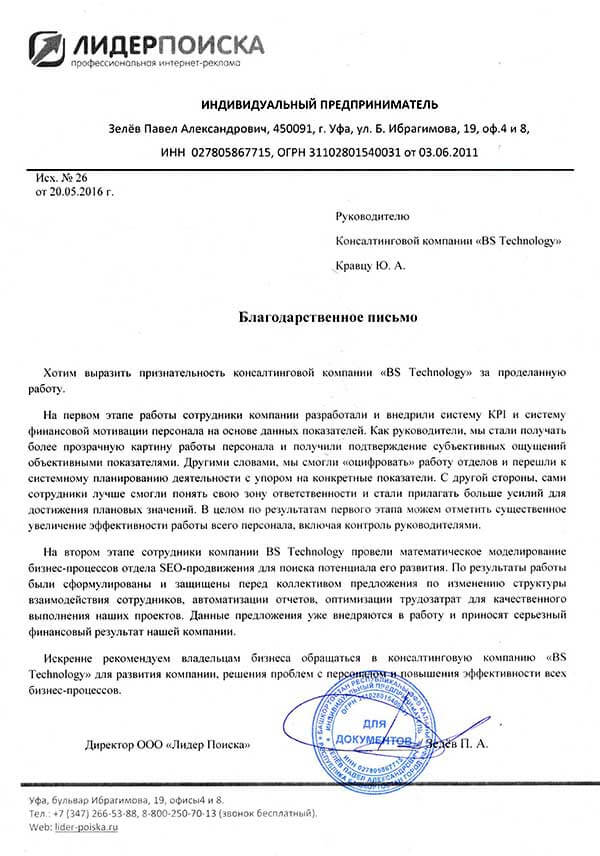 ЛИДЕРПОИСКА
профессиональная интернет-реклама
ИНДИВИДУАЛЬНЫЙ ПРЕДПРИНИМАТЕЛЬ
Зелёв Павел Александрович, 450091, г. Уфа, ул. Б. Ибрагимова, 19, оф.4 и 8,
ИНН 027805867715, ОГРН 31102801540031 от 03.06.2011
Исх. № 26
от 20.05.2016 г.
Руководителю
Консалтинговой компании «BS Technology»
Кравцу Ю. А.
Благодарственное письмо
Хотим выразить признательность консалтинговой компании «BS Technology» за проделанную
работу.
На первом этапе работы сотрудники компании разработали и внедрили систему KPI и систему
финансовой мотивации персонала на основе данных показателей. Как руководители, мы стали получать
более прозрачную картину работы персонала и получили подтверждение субъективных ощущений
объективными показателями. Другими словами, мы смогли «оцифровать» работу отделов и перешли к
системному планированию деятельности с упором на конкретные показатели. С другой стороны, сами
сотрудники лучше смогли понять свою зону ответственности и стали прилагать больше усилий для
достижения плановых значений. В целом по результатам первого этапа можем отметить существенное
увеличение эффективности работы всего персонала, включая контроль руководителями.
На втором этапе сотрудники компании BS Technology провели математическое моделирование
бизнес-процессов отдела SEO-продвижения для поиска потенциала его развития. По результатам работы
были сформулированы и защищены перед коллективом предложения по изменению структуры
взаимодействия сотрудников, автоматизации отчетов, оптимизации трудозатрат для качественного
выполнения наших проектов. Данные предложения уже внедряются в работу и приносят серьезный
финансовый результат нашей компании.
Искренне рекомендуем владельцам бизнеса обращаться в консалтинговую компанию «BS
Technology» для развития компании, решения проблем с персоналом и повышения эффективности всех
бизнес-процессов.
Директор ООО «Лидер Поиска»
Зелёв П. А.
ДЛЯ
ДОКУМЕНТОВ
ИНДИВИДУАЛЬНЫЙ ПРЕДПРИНИМАТЕЛЬ
ЗЕЛЁВ ПАВЕЛ АЛЕКСАНДРОВИЧ
ИНН 027805867715
Уфа, бульвар Ибрагимова, 19, офисы4 и 8.
Тел.: +7 (347) 266-53-88, 8-800-250-70-13 (звонок бесплатный).
Web: lider-poiska.ru